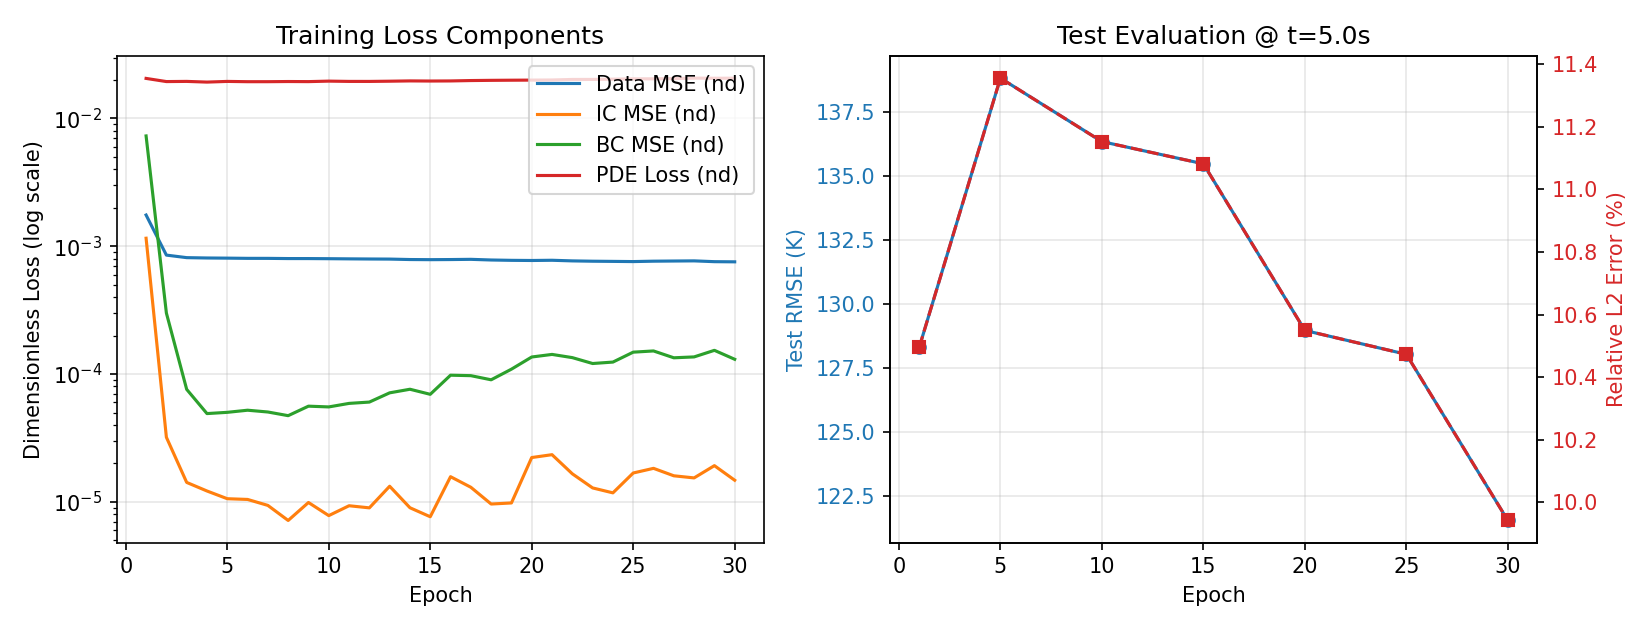 Training Loss Components
Dimensionless Loss (log scale)
10⁻²
10⁻³
10⁻⁴
10⁻⁵
Data MSE (nd)
IC MSE (nd)
BC MSE (nd)
PDE Loss (nd)
0 5 10 15 20 25 30
Epoch
Test Evaluation @ t=5.0s
Test RMSE (K)
137.5
135.0
132.5
130.0
127.5
125.0
122.5
11.4
11.2
11.0
10.8
10.6
10.4
10.2
10.0
Relative L2 Error (%)
0 5 10 15 20 25 30
Epoch